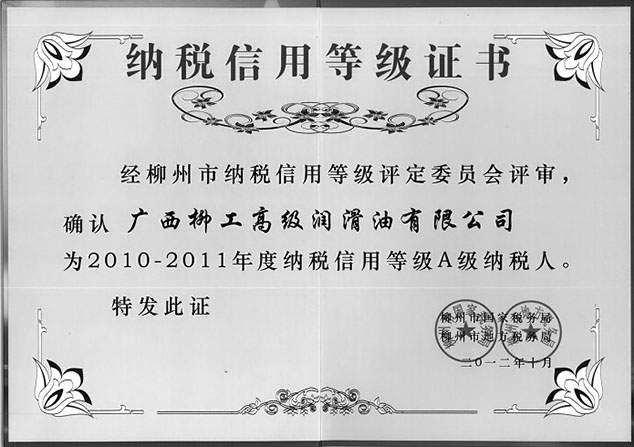 纳税信用等级证书
经柳州市纳税信用等级评定委员会评审，
确认 广西柳工高级润滑油有限公司
为2010-2011年度纳税信用等级A级纳税人。
特发此证
柳州市国家税务局
柳州市地方税务局
二○一二年十月